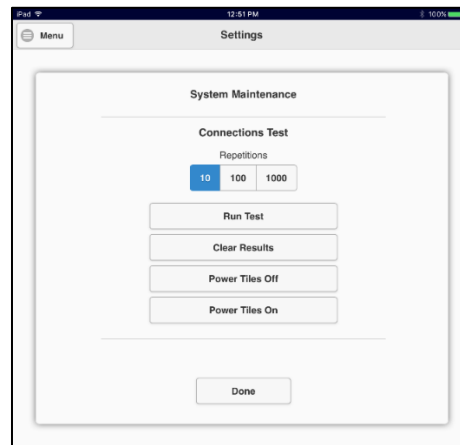 iPad 12:51 PM 100%
Menu Settings
System Maintenance
Connections Test
Repetitions
10 100 1000
Run Test
Clear Results
Power Tiles Off
Power Tiles On
Done